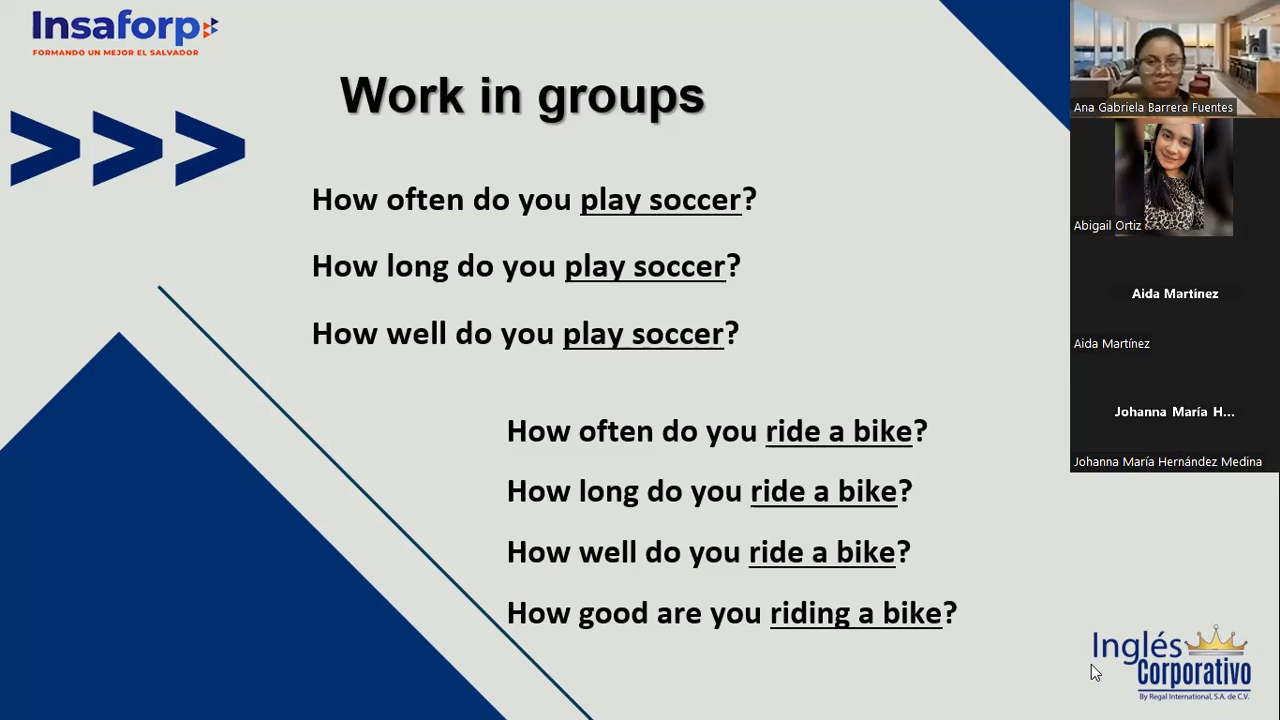 Insaforp
FORMANDO UN MEJOR EL SALVADOR
>>>
Work in groups
How often do you play soccer?
How long do you play soccer?
How well do you play soccer?
How often do you ride a bike?
How long do you ride a bike?
How well do you ride a bike?
How good are you riding a bike?
Ana Gabriela Barrera Fuentes
Abigail Ortiz
Aida Martínez
Aida Martínez
Johanna María H...
Johanna María Hernández Medina
Inglés
Corporativo
By Regal International, S.A. de C.V.